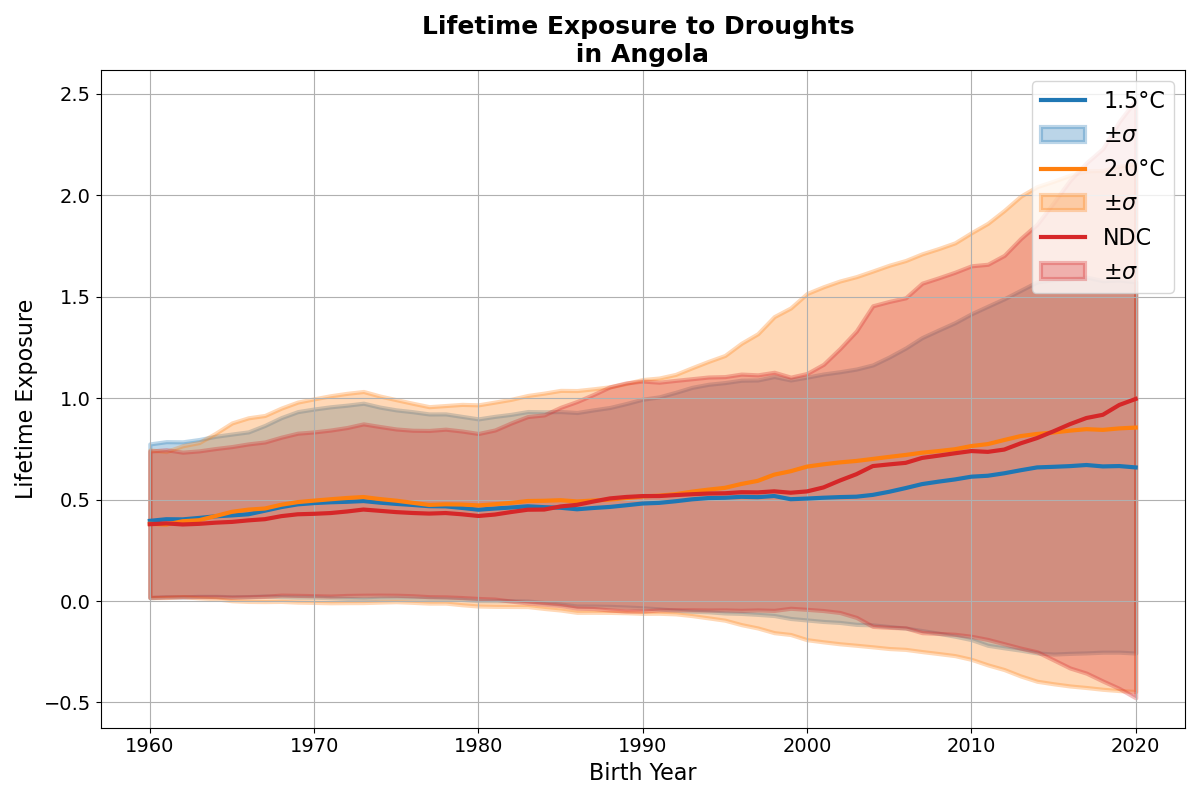 Lifetime Exposure to Droughts
in Angola
2.5
2.0
1.5
1.0
0.5
0.0
−0.5
Lifetime Exposure
1960
1970
1980
1990
2000
2010
2020
Birth Year
1.5°C
±σ
2.0°C
±σ
NDC
±σ